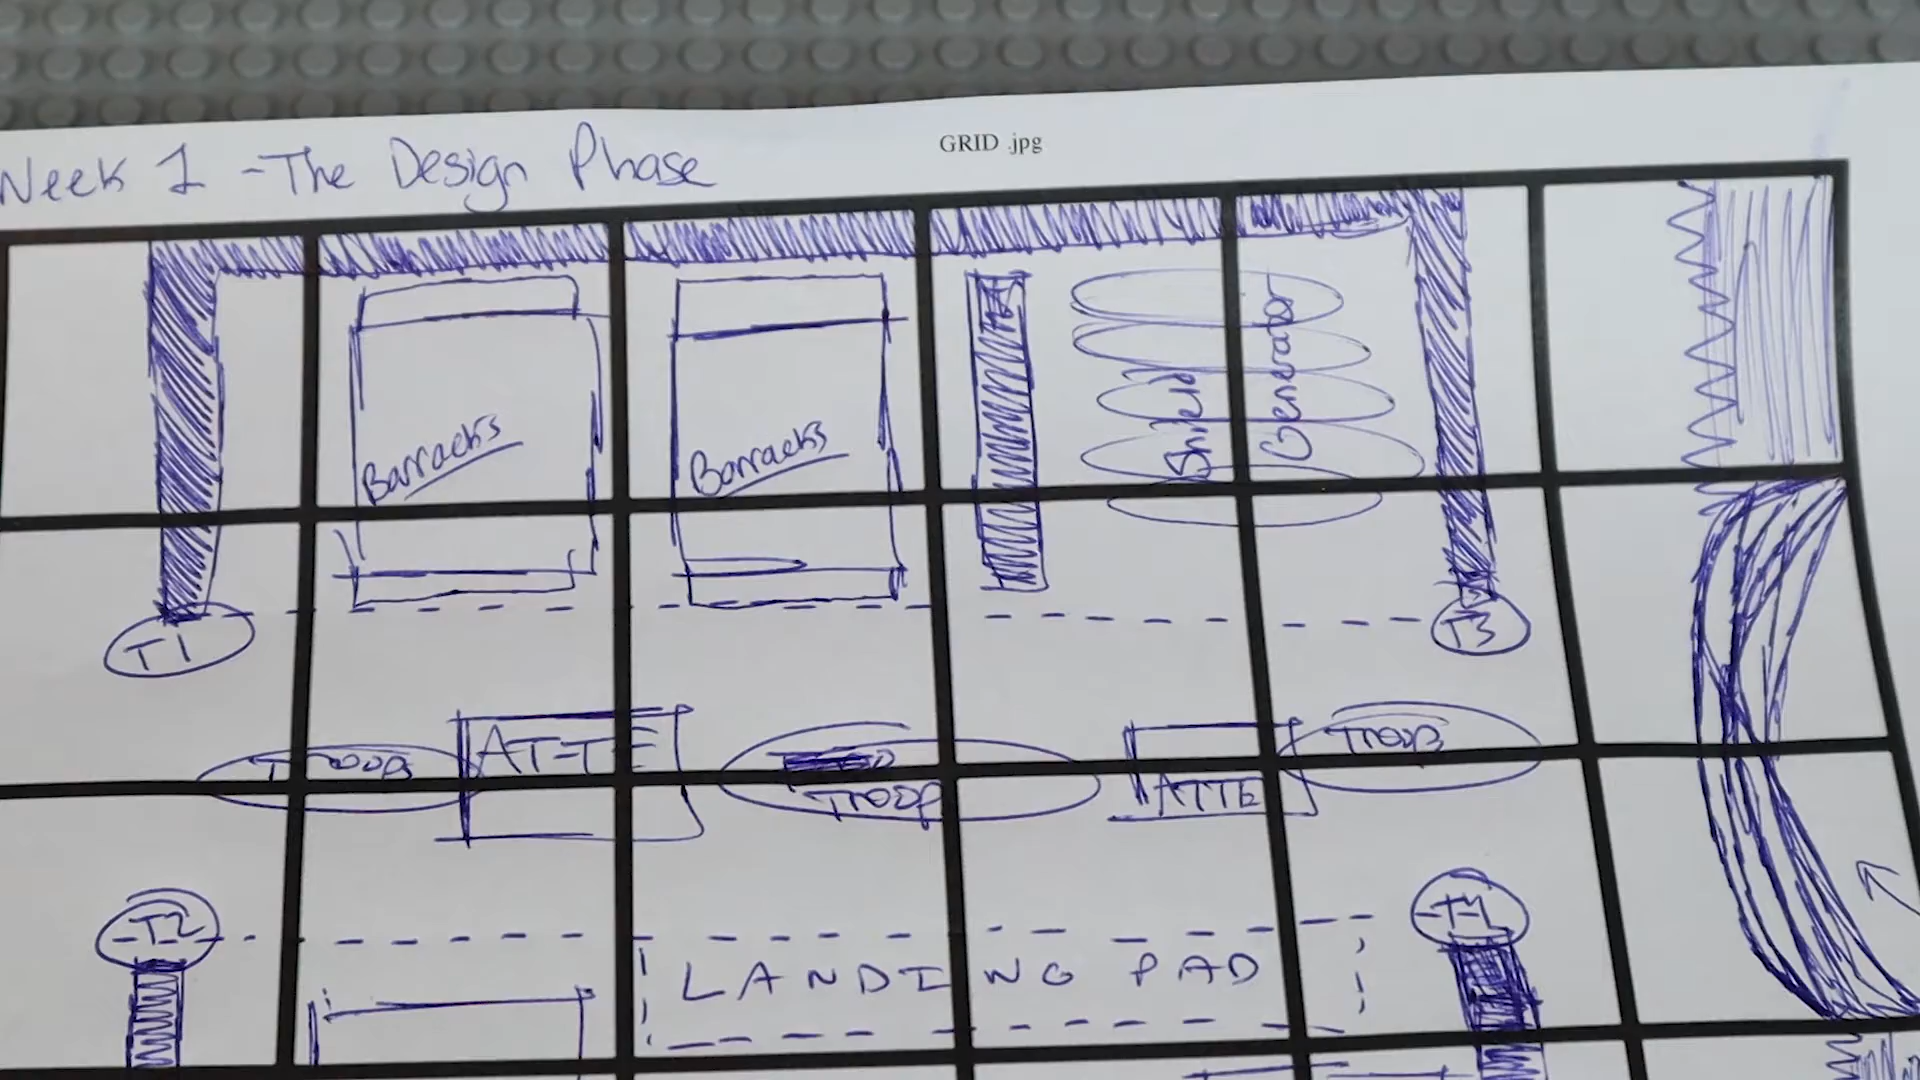 GRID .jpg
Week 1 - The Design Phase
Barracks
Barracks
Shield
Generator
T1
T3
Troop
AT-TE
Troop
ATTE
Troop
T2
T4
LANDING PAD